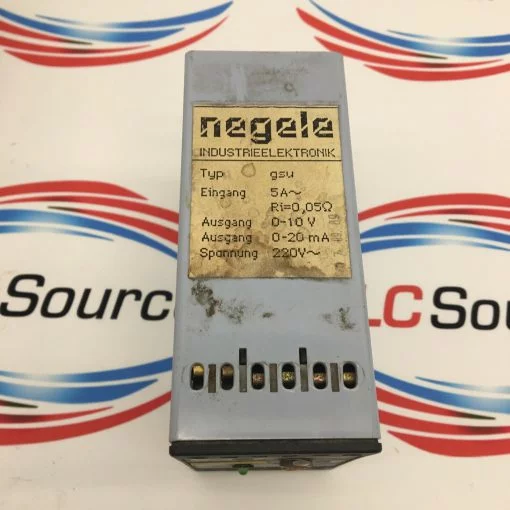 negele
INDUSTRIEELEKTRONIK
Typ gsu
Eingang 5A~
Ri=0,05Ω
Ausgang 0-10 V
Ausgang 0-20 mA
Spannung 220V~
Source
LC Sou